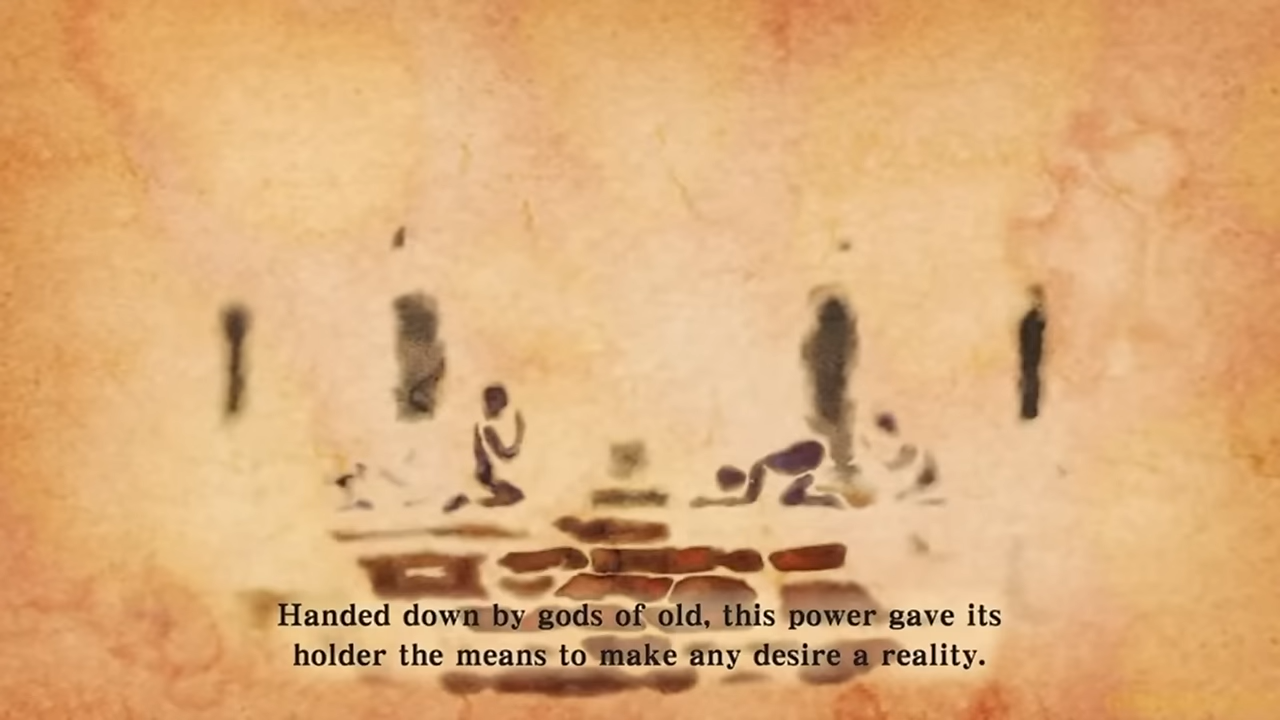 Handed down by gods of old, this power gave its
holder the means to make any desire a reality.